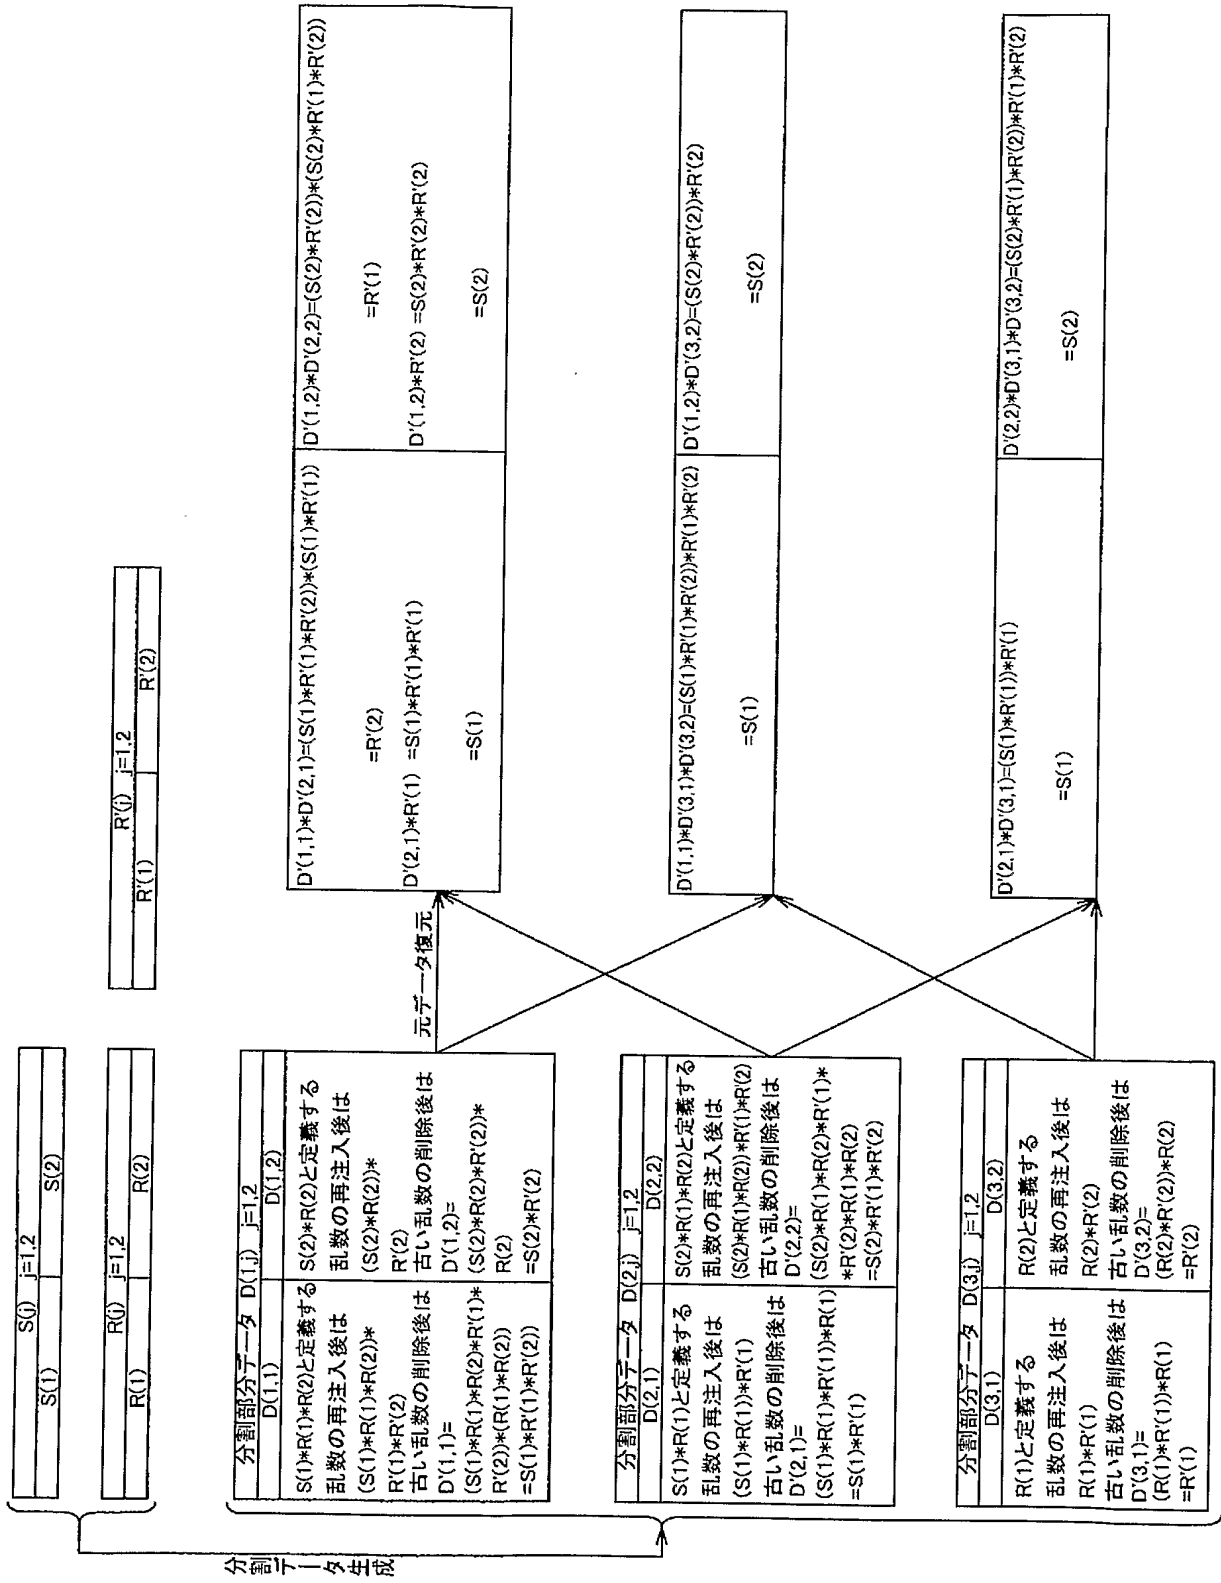 S(j) j=1,2
S(1) S(2)
R(j) j=1,2
R(1) R(2)
R'(j) j=1,2
R'(1) R'(2)
分割データ生成
分割部分データ D(1,j) j=1,2
D(1,1)
S(1)*R(1)*R(2)と定義する
乱数の再注入後は
(S(1)*R(1)*R(2))*
R'(1)*R'(2)
古い乱数の削除後は
D'(1,1)=
(S(1)*R(1)*R(2)*R'(1)*
R'(2))*(R(1)*R(2))
=S(1)*R'(1)*R'(2))
D(1,2)
S(2)*R(2)と定義する
乱数の再注入後は
(S(2)*R(2))*
R'(2)
古い乱数の削除後は
D'(1,2)=
(S(2)*R(2)*R'(2))*
R(2)
=S(2)*R'(2)
分割部分データ D(2,j) j=1,2
D(2,1)
S(1)*R(1)と定義する
乱数の再注入後は
(S(1)*R(1))*R'(1)
古い乱数の削除後は
D'(2,1)=
(S(1)*R(1)*R'(1))*R(1)
=S(1)*R'(1)
D(2,2)
S(2)*R(1)*R(2)と定義する
乱数の再注入後は
(S(2)*R(1)*R(2))*R'(1)*R'(2)
古い乱数の削除後は
D'(2,2)=
(S(2)*R(1)*R(2)*R'(1)*
*R'(2)*R(1)*R(2)
=S(2)*R'(1)*R'(2)
分割部分データ D(3,j) j=1,2
D(3,1)
R(1)と定義する
乱数の再注入後は
R(1)*R'(1)
古い乱数の削除後は
D'(3,1)=
(R(1)*R'(1))*R(1)
=R'(1)
D(3,2)
R(2)と定義する
乱数の再注入後は
R(2)*R'(2)
古い乱数の削除後は
D'(3,2)=
(R(2)*R'(2))*R(2)
=R'(2)
元データ復元
D'(1,1)*D'(2,1)=(S(1)*R'(1)*R'(2))*(S(1)*R'(1))
=R'(2)
D'(2,1)*R'(1) =S(1)*R'(1)*R'(1)
=S(1)
D'(1,2)*D'(2,2)=(S(2)*R'(2))*(S(2)*R'(1)*R'(2))
=R'(1)
D'(1,2)*R'(2) =S(2)*R'(2)*R'(2)
=S(2)
D'(1,1)*D'(3,1)*D'(3,2)=(S(1)*R'(1)*R'(2))*R'(1)*R'(2)
=S(1)
D'(1,2)*D'(3,2)=(S(2)*R'(2))*R'(2)
=S(2)
D'(2,1)*D'(3,1)=(S(1)*R'(1))*R'(1)
=S(1)
D'(2,2)*D'(3,1)*D'(3,2)=(S(2)*R'(1)*R'(2))*R'(1)*R'(2)
=S(2)